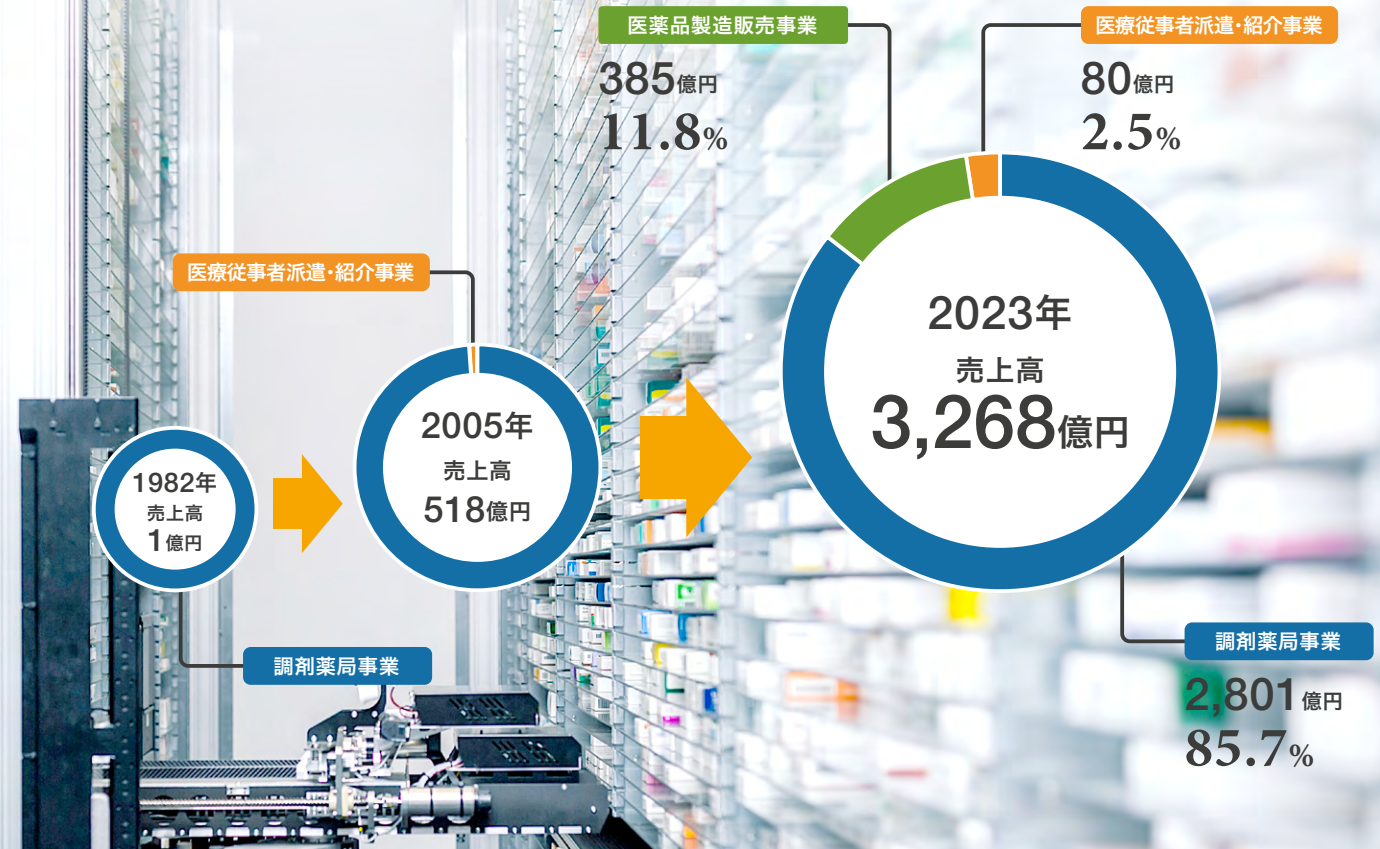 医薬品製造販売事業
385億円
11.8%
医療従事者派遣・紹介事業
80億円
2.5%
医療従事者派遣・紹介事業
1982年
売上高
1億円
2005年
売上高
518億円
2023年
売上高
3,268億円
調剤薬局事業
調剤薬局事業
2,801億円
85.7%